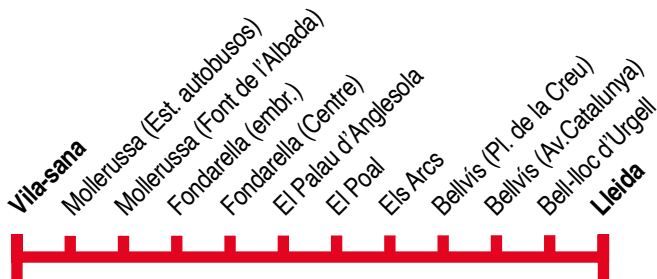 Vila-sana
Mollerussa (Est. autobusos)
Mollerussa (Font de l'Albada)
Fondarella (embr.)
Fondarella (Centre)
El Palau d'Anglesola
El Poal
Els Arcs
Bellvís (Pl. de la Creu)
Bellvís (Av.Catalunya)
Bell-lloc d'Urgell
Lleida